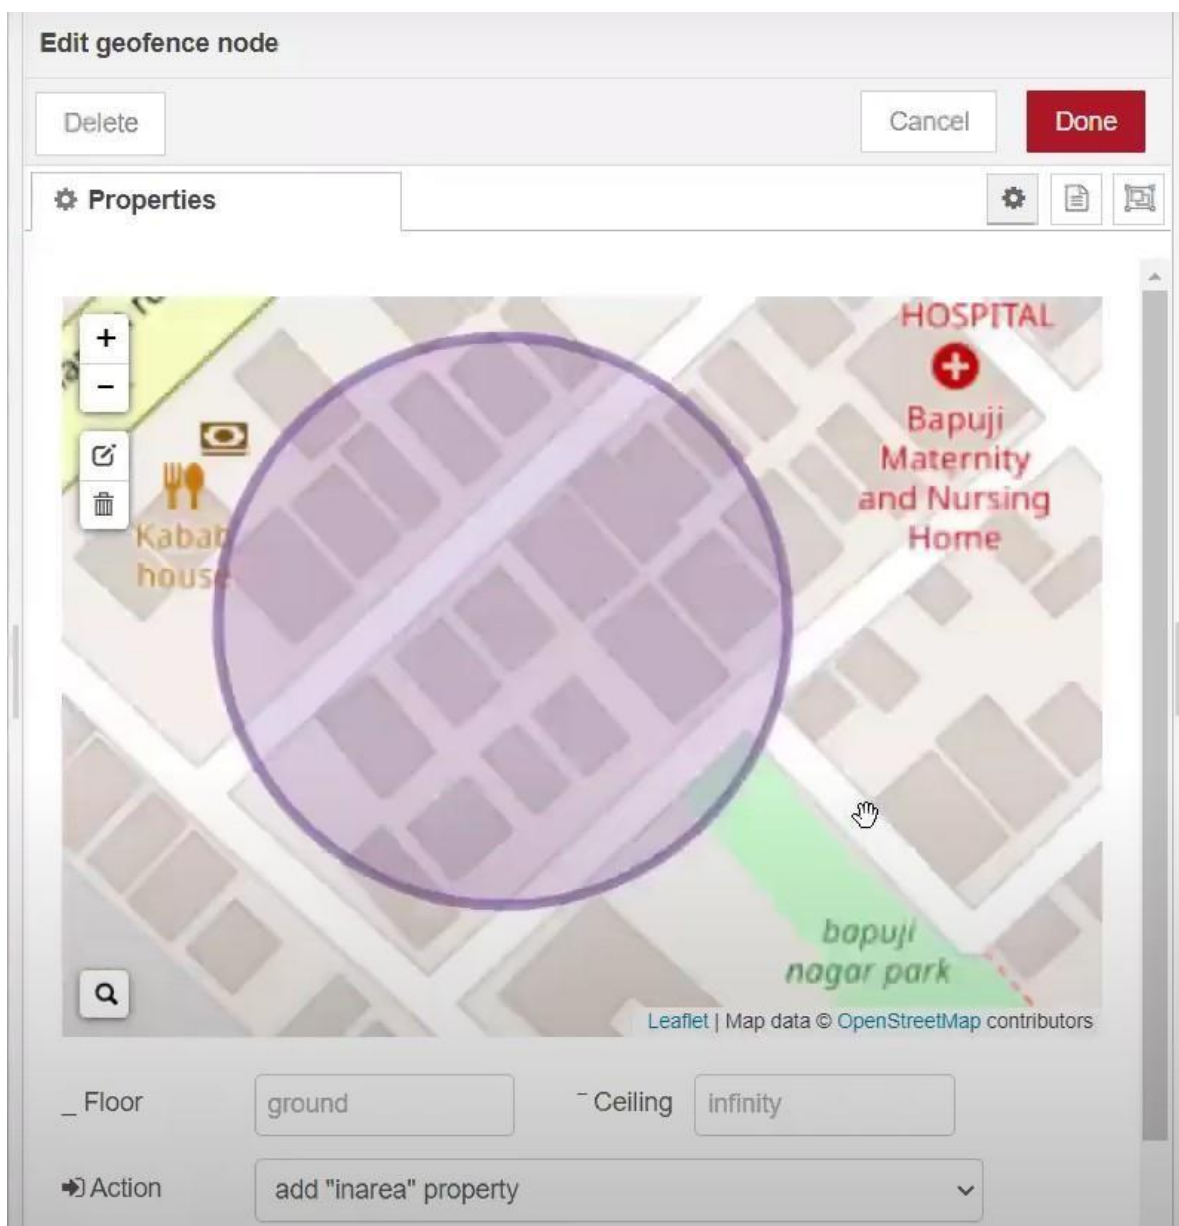 Edit geofence node
Delete
Cancel
Done
Properties
+
−
HOSPITAL
Bapuji
Maternity
and Nursing
Home
Kabab
house
bapuji
nagar park
Leaflet | Map data © OpenStreetMap contributors
_ Floor
ground
¯ Ceiling
infinity
Action
add "inarea" property